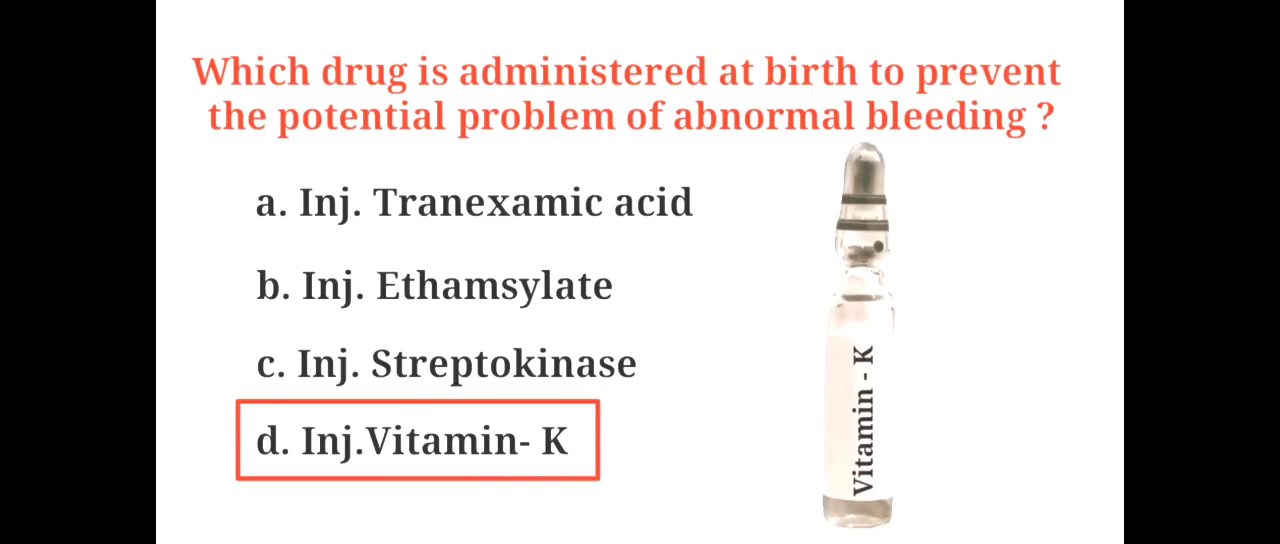 Which drug is administered at birth to prevent
the potential problem of abnormal bleeding ?
a. Inj. Tranexamic acid
b. Inj. Ethamsylate
c. Inj. Streptokinase
d. Inj.Vitamin- K
Vitamin - K